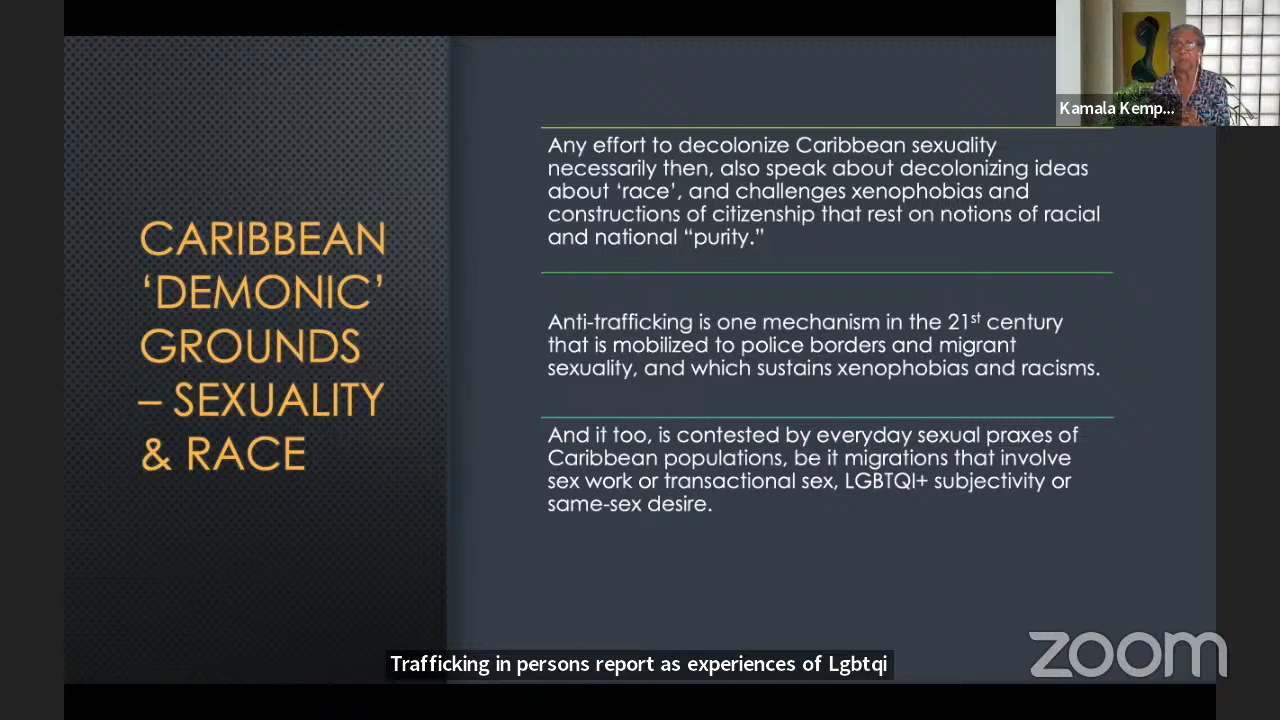 CARIBBEAN
‘DEMONIC’
GROUNDS
– SEXUALITY
& RACE
Any effort to decolonize Caribbean sexuality
necessarily then, also speak about decolonizing ideas
about ‘race’, and challenges xenophobias and
constructions of citizenship that rest on notions of racial
and national “purity.”
Anti-trafficking is one mechanism in the 21st century
that is mobilized to police borders and migrant
sexuality, and which sustains xenophobias and racisms.
And it too, is contested by everyday sexual praxes of
Caribbean populations, be it migrations that involve
sex work or transactional sex, LGBTQI+ subjectivity or
same-sex desire.
Kamala Kemp...
Trafficking in persons report as experiences of Lgbtqi
zoom